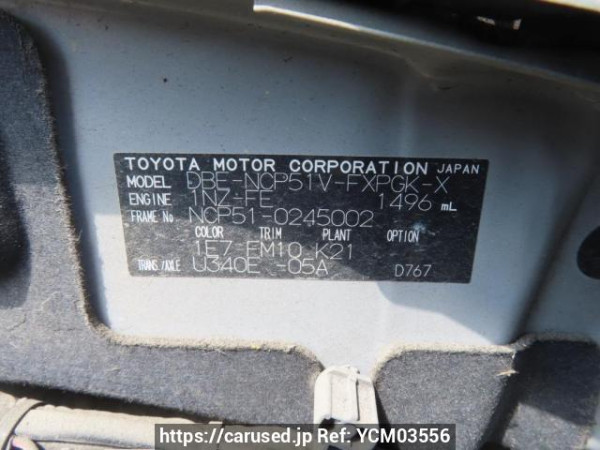 TOYOTA MOTOR CORPORATION JAPAN
MODEL DBE-NCP51V-FXPGK-X
ENGINE 1NZ-FE 1496 mL
FRAME No NCP51-0245002
COLOR TRIM PLANT OPTION
1E7 FM10 K21
TRANS/AXLE U340E -05A D767
https://carused.jp Ref: YCM03556